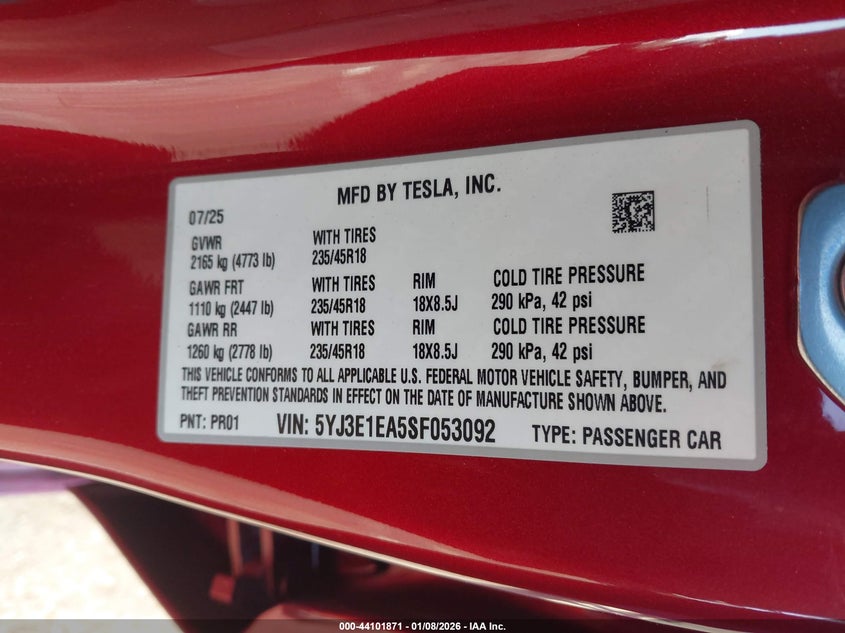 MFD BY TESLA, INC.
07/25
GVWR WITH TIRES
2165 kg (4773 lb) 235/45R18
GAWR FRT WITH TIRES RIM COLD TIRE PRESSURE
1110 kg (2447 lb) 235/45R18 18X8.5J 290 kPa, 42 psi
GAWR RR WITH TIRES RIM COLD TIRE PRESSURE
1260 kg (2778 lb) 235/45R18 18X8.5J 290 kPa, 42 psi
THIS VEHICLE CONFORMS TO ALL APPLICABLE U.S. FEDERAL MOTOR VEHICLE SAFETY, BUMPER, AND
THEFT PREVENTION STANDARDS IN EFFECT ON THE DATE OF MANUFACTURE SHOWN ABOVE.
PNT: PR01 VIN: 5YJ3E1EA5SF053092 TYPE: PASSENGER CAR
000-44101871 - 01/08/2026 - IAA Inc.